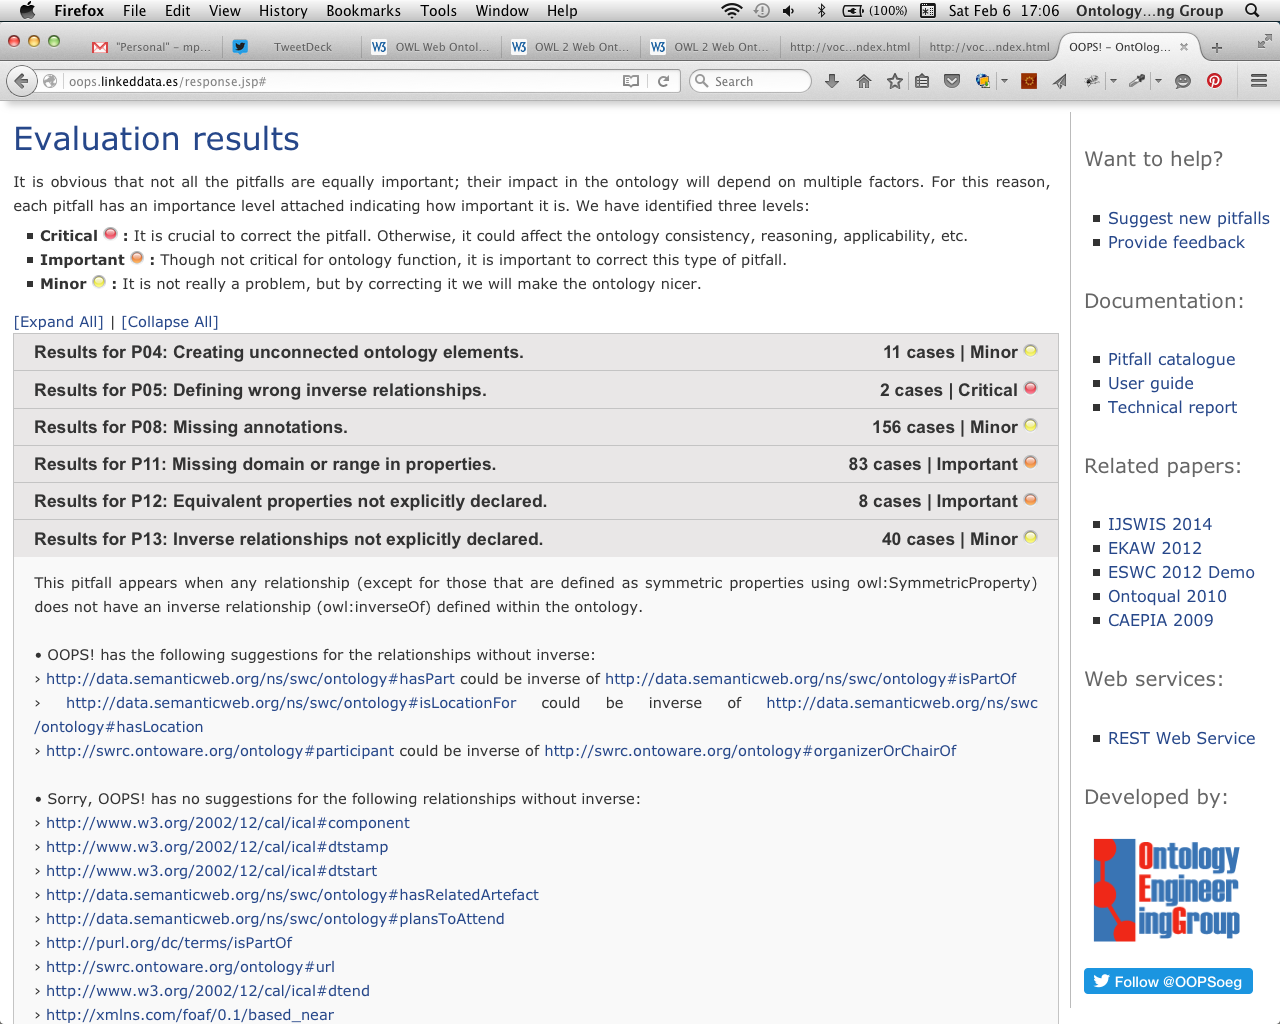 Firefox File Edit View History Bookmarks Tools Window Help (100%) Sat Feb 6 17:06 Ontology...ng Group
"Personal" – mp... TweetDeck W3 OWL Web Ontol... W3 OWL 2 Web Ont... W3 OWL 2 Web Ont... http://voc...ndex.html http://voc...ndex.html OOPS! – OntOlog...
oops.linkeddata.es/response.jsp# Search
Evaluation results
It is obvious that not all the pitfalls are equally important; their impact in the ontology will depend on multiple factors. For this reason,
each pitfall has an importance level attached indicating how important it is. We have identified three levels:
Critical : It is crucial to correct the pitfall. Otherwise, it could affect the ontology consistency, reasoning, applicability, etc.
Important : Though not critical for ontology function, it is important to correct this type of pitfall.
Minor : It is not really a problem, but by correcting it we will make the ontology nicer.
[Expand All] | [Collapse All]
Results for P04: Creating unconnected ontology elements. 11 cases | Minor
Results for P05: Defining wrong inverse relationships. 2 cases | Critical
Results for P08: Missing annotations. 156 cases | Minor
Results for P11: Missing domain or range in properties. 83 cases | Important
Results for P12: Equivalent properties not explicitly declared. 8 cases | Important
Results for P13: Inverse relationships not explicitly declared. 40 cases | Minor
This pitfall appears when any relationship (except for those that are defined as symmetric properties using owl:SymmetricProperty)
does not have an inverse relationship (owl:inverseOf) defined within the ontology.
• OOPS! has the following suggestions for the relationships without inverse:
› http://data.semanticweb.org/ns/swc/ontology#hasPart could be inverse of http://data.semanticweb.org/ns/swc/ontology#isPartOf
› http://data.semanticweb.org/ns/swc/ontology#isLocationFor could be inverse of http://data.semanticweb.org/ns/swc
/ontology#hasLocation
› http://swrc.ontoware.org/ontology#participant could be inverse of http://swrc.ontoware.org/ontology#organizerOrChairOf
• Sorry, OOPS! has no suggestions for the following relationships without inverse:
› http://www.w3.org/2002/12/cal/ical#component
› http://www.w3.org/2002/12/cal/ical#dtstamp
› http://www.w3.org/2002/12/cal/ical#dtstart
› http://data.semanticweb.org/ns/swc/ontology#hasRelatedArtefact
› http://data.semanticweb.org/ns/swc/ontology#plansToAttend
› http://purl.org/dc/terms/isPartOf
› http://swrc.ontoware.org/ontology#url
› http://www.w3.org/2002/12/cal/ical#dtend
› http://xmlns.com/foaf/0.1/based_near
Want to help?
Suggest new pitfalls
Provide feedback
Documentation:
Pitfall catalogue
User guide
Technical report
Related papers:
IJSWIS 2014
EKAW 2012
ESWC 2012 Demo
Ontoqual 2010
CAEPIA 2009
Web services:
REST Web Service
Developed by:
Ontology
Engineer
ingGroup
Follow @OOPSoeg